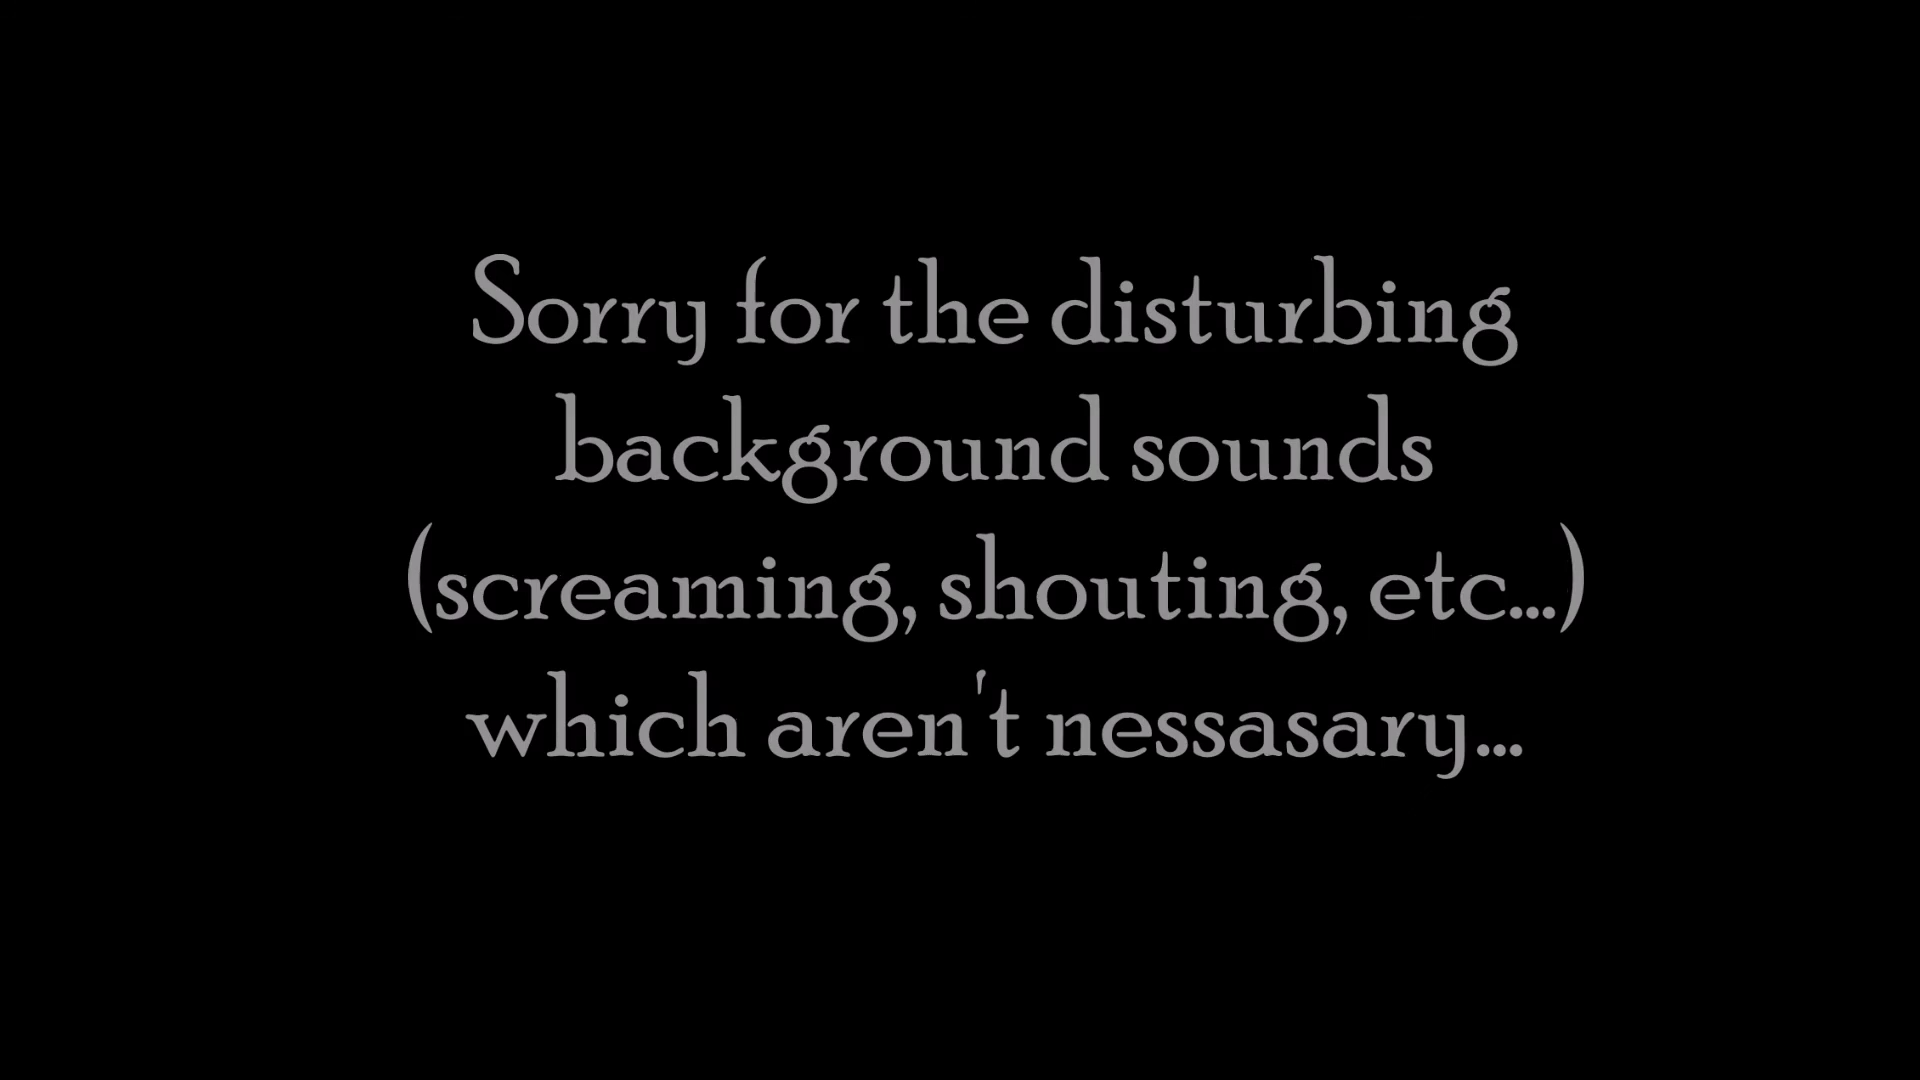 Sorry for the disturbing
background sounds
(screaming, shouting, etc...)
which aren't nessasary...